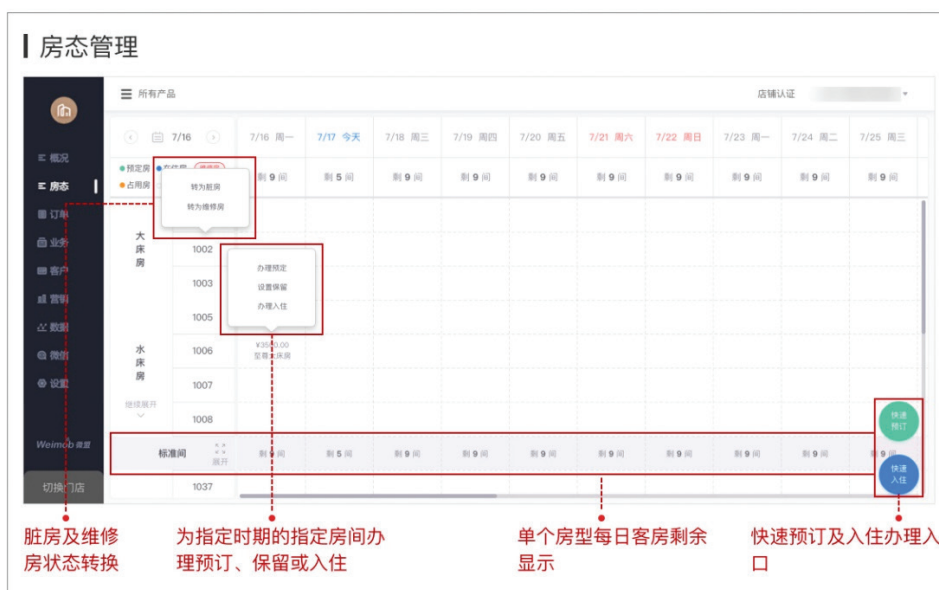 房态管理
所有产品
店铺认证
7/16
7/16 周一
7/17 今天
7/18 周三
7/19 周四
7/20 周五
7/21 周六
7/22 周日
7/23 周一
7/24 周二
7/25 周三
概况
房态
订单
业务
客户
营销
数据
微信
设置
Weimob 微盟
切换门店
预定房
占用房
剩 9 间
剩 5 间
剩 9 间
剩 9 间
剩 9 间
剩 9 间
剩 9 间
剩 9 间
剩 9 间
剩 9 间
转为脏房
转为维修房
大床房
1002
1003
1005
办理预定
设置保留
办理入住
水床房
1006
至尊大床房
1007
继续展开
1008
快速预订
标准间
展开
剩 9 间
剩 5 间
剩 9 间
剩 9 间
剩 9 间
剩 9 间
剩 9 间
剩 9 间
剩 9 间
剩 9 间
快速入住
1037
脏房及维修
房状态转换
为指定时期的指定房间办
理预订、保留或入住
单个房型每日客房剩余
显示
快速预订及入住办理入
口